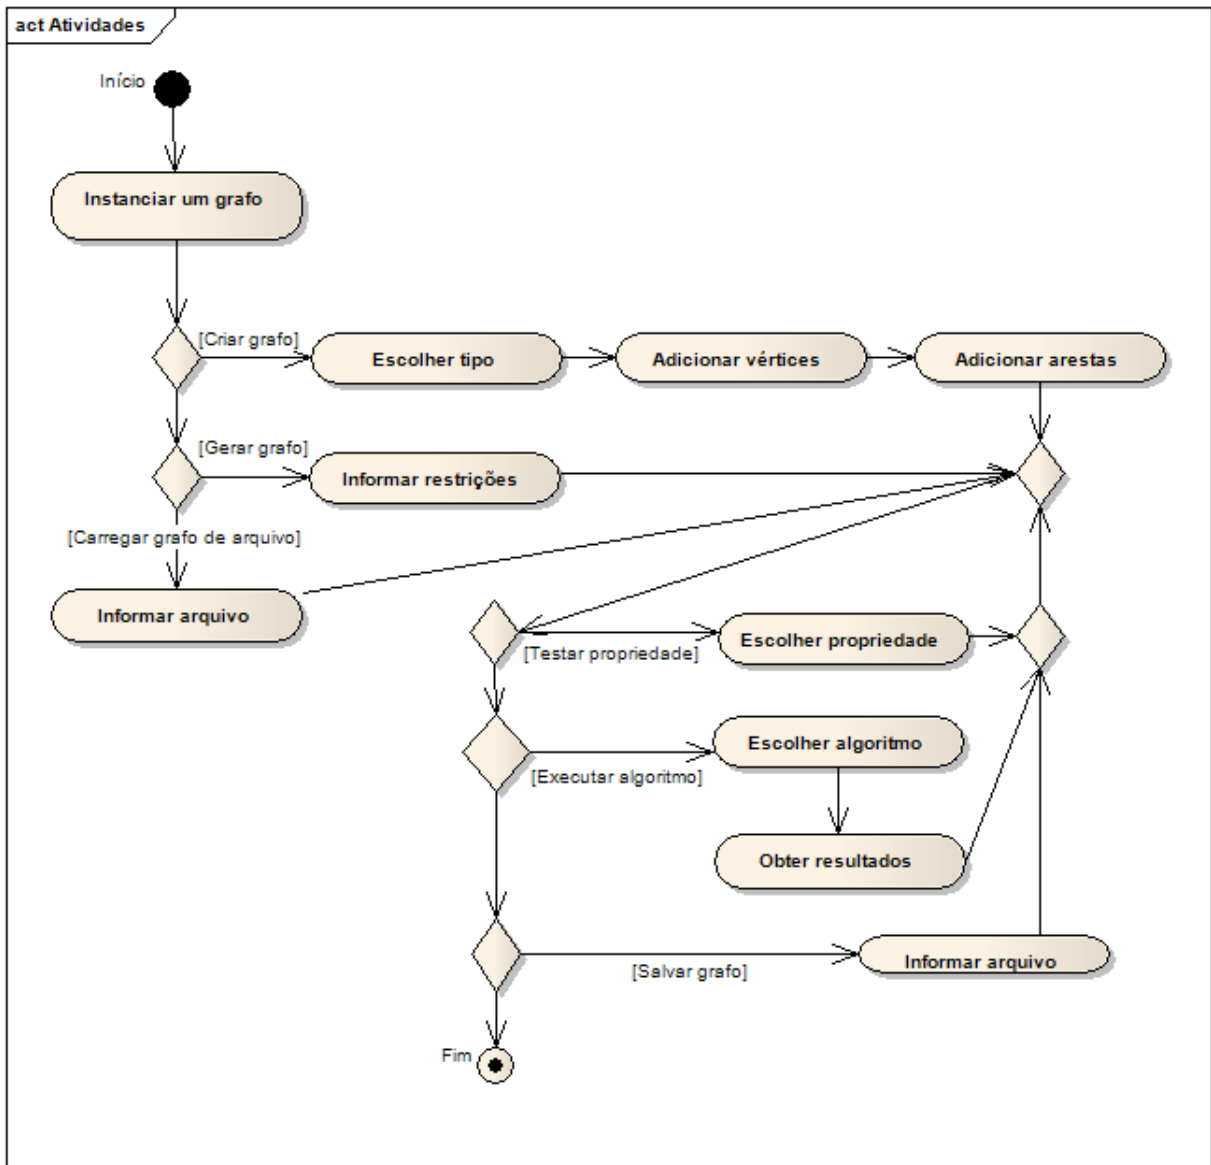 act Atividades
Início
Instanciar um grafo
[Criar grafo]
Escolher tipo
Adicionar vértices
Adicionar arestas
[Gerar grafo]
Informar restrições
[Carregar grafo de arquivo]
Informar arquivo
[Testar propriedade]
Escolher propriedade
Escolher algoritmo
[Executar algoritmo]
Obter resultados
[Salvar grafo]
Informar arquivo
Fim